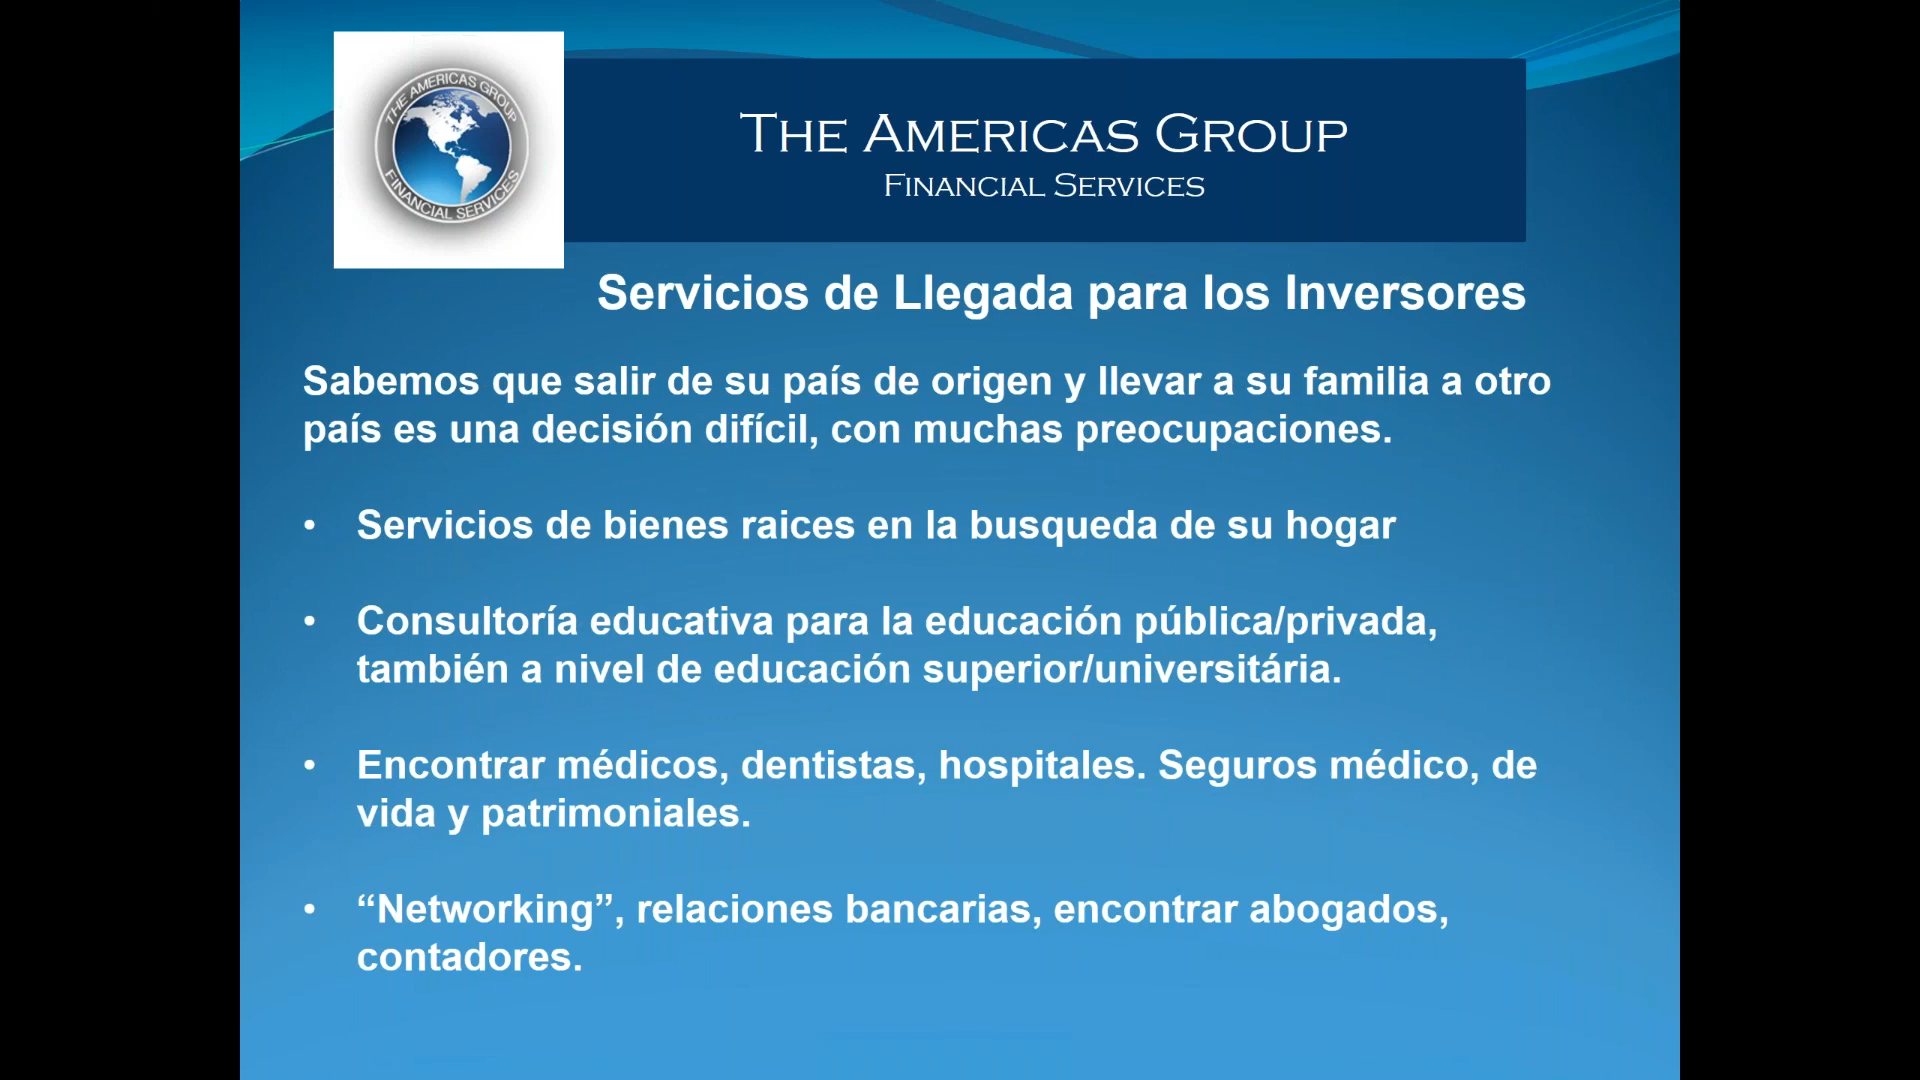 THE AMERICAS GROUP
FINANCIAL SERVICES
THE AMERICAS GROUP
FINANCIAL SERVICES
Servicios de Llegada para los Inversores
Sabemos que salir de su país de origen y llevar a su familia a otro
país es una decisión difícil, con muchas preocupaciones.
• Servicios de bienes raices en la busqueda de su hogar
• Consultoría educativa para la educación pública/privada,
también a nivel de educación superior/universitária.
• Encontrar médicos, dentistas, hospitales. Seguros médico, de
vida y patrimoniales.
• “Networking”, relaciones bancarias, encontrar abogados,
contadores.